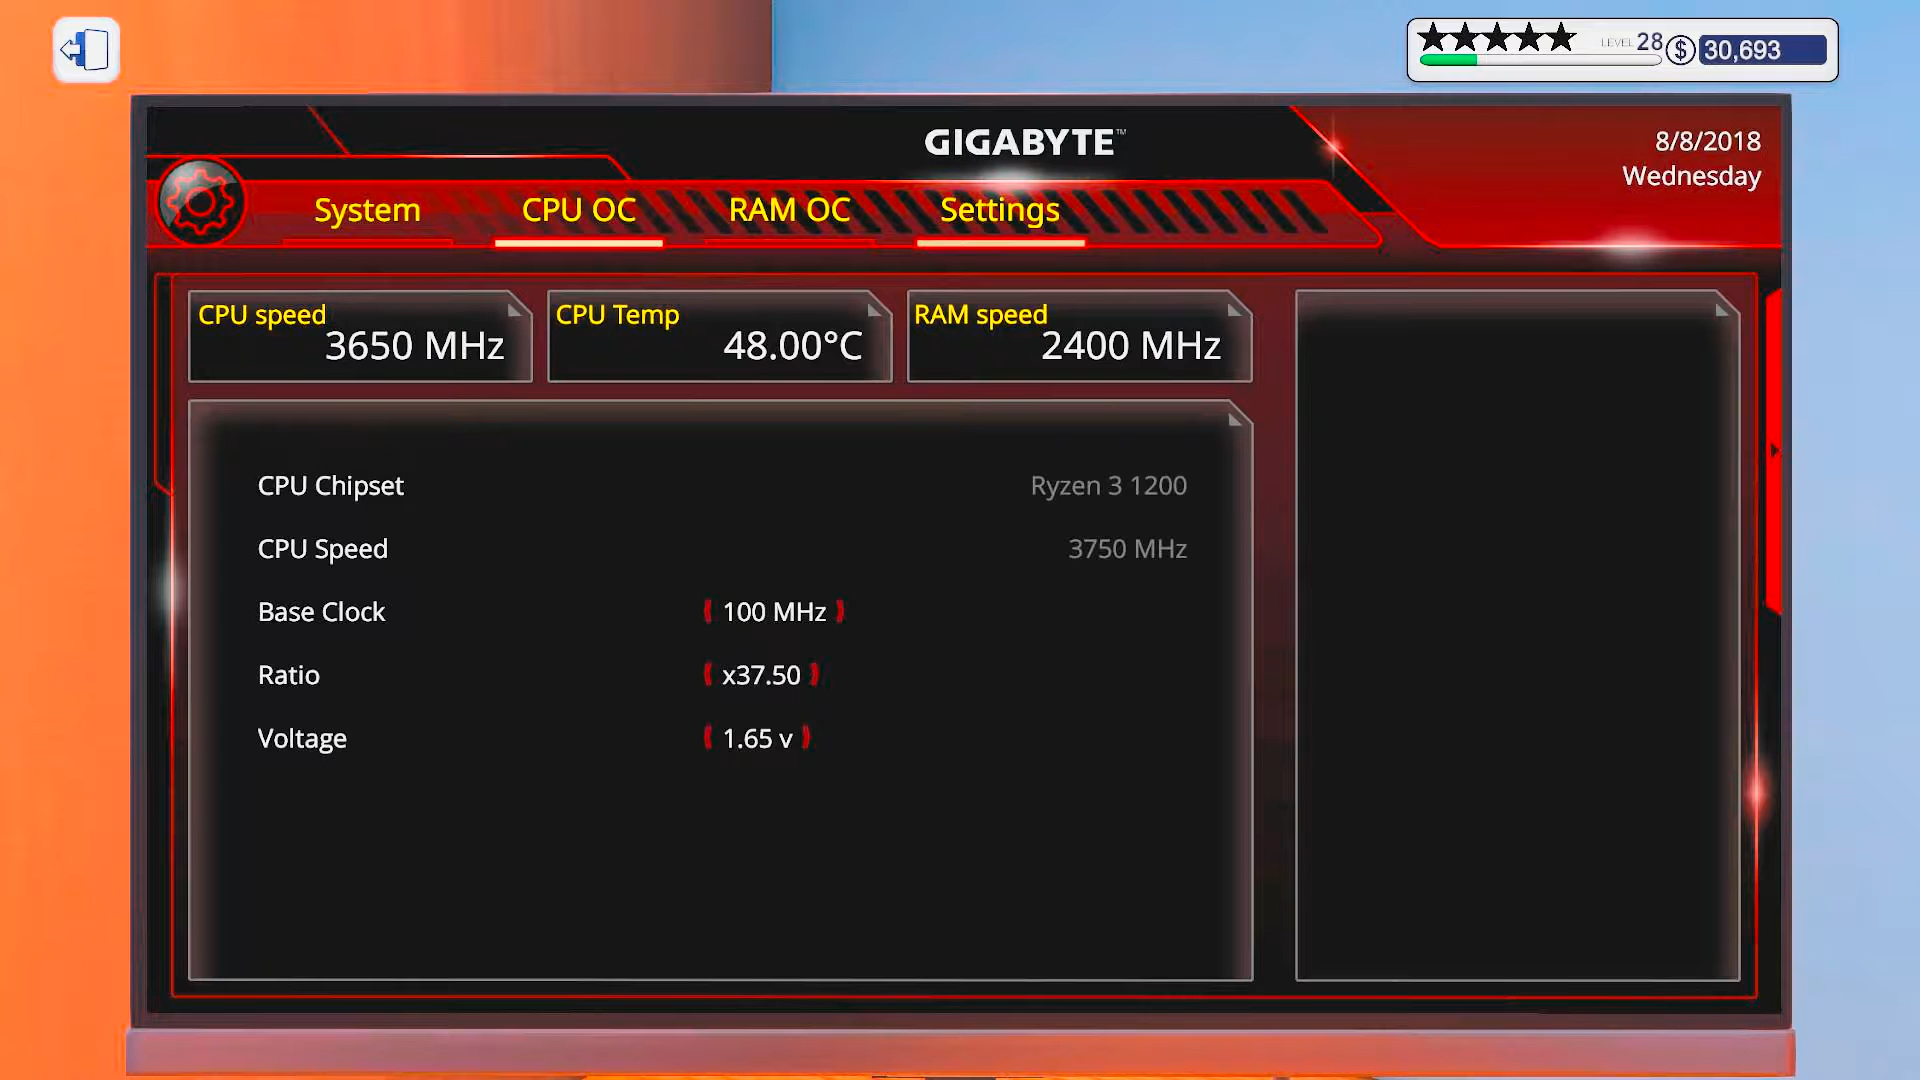 LEVEL 28
$ 30,693
GIGABYTE™
8/8/2018
Wednesday
System CPU OC RAM OC Settings
CPU speed
3650 MHz
CPU Temp
48.00°C
RAM speed
2400 MHz
CPU Chipset Ryzen 3 1200
CPU Speed 3750 MHz
Base Clock 100 MHz
Ratio x37.50
Voltage 1.65 v